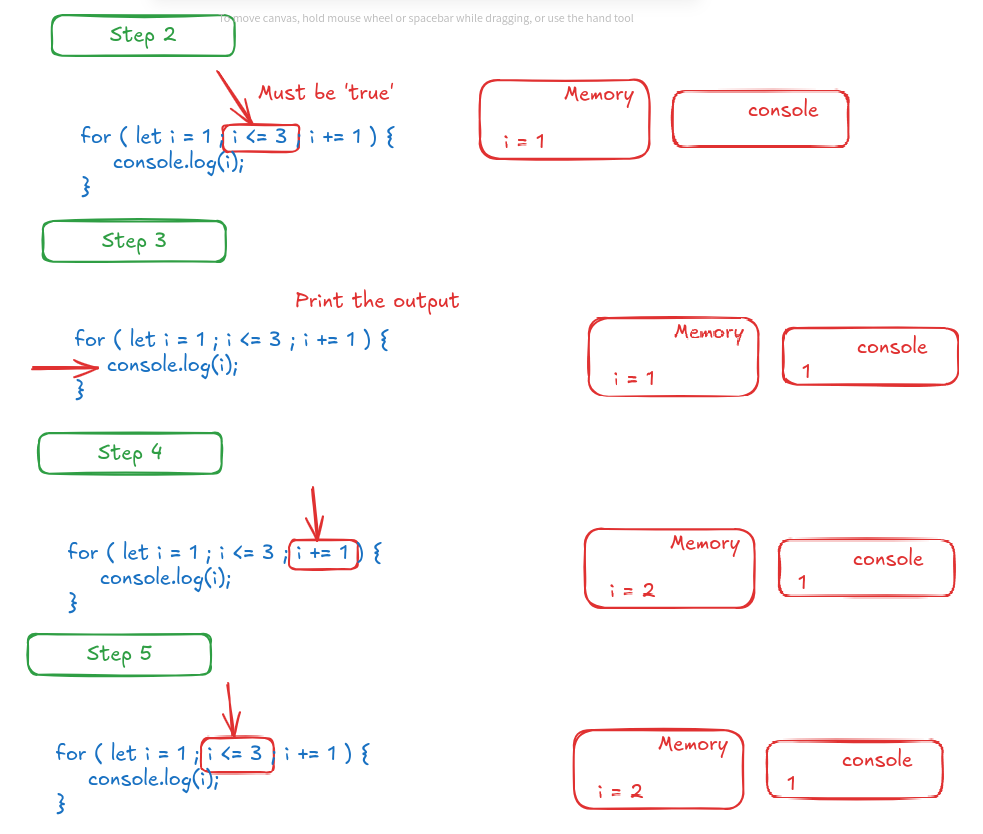 To move canvas, hold mouse wheel or spacebar while dragging, or use the hand tool
Step 2
Must be 'true'
for ( let i = 1 ; i <= 3 ; i += 1 ) {
console.log(i);
}
Memory
i = 1
console
Step 3
Print the output
for ( let i = 1 ; i <= 3 ; i += 1 ) {
console.log(i);
}
Memory
i = 1
console
1
Step 4
for ( let i = 1 ; i <= 3 ; i += 1 ) {
console.log(i);
}
Memory
i = 2
console
1
Step 5
for ( let i = 1 ; i <= 3 ; i += 1 ) {
console.log(i);
}
Memory
i = 2
console
1